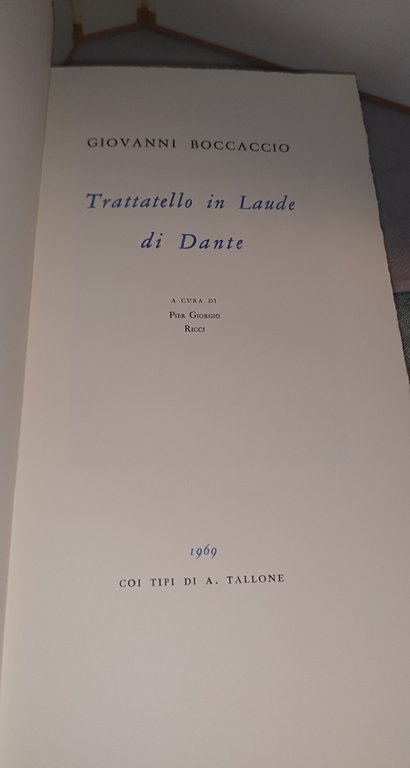 GIOVANNI BOCCACCIO
Trattatello in Laude
di Dante
A CURA DI
PIER GIORGIO
RICCI
1969
COI TIPI DI A. TALLONE